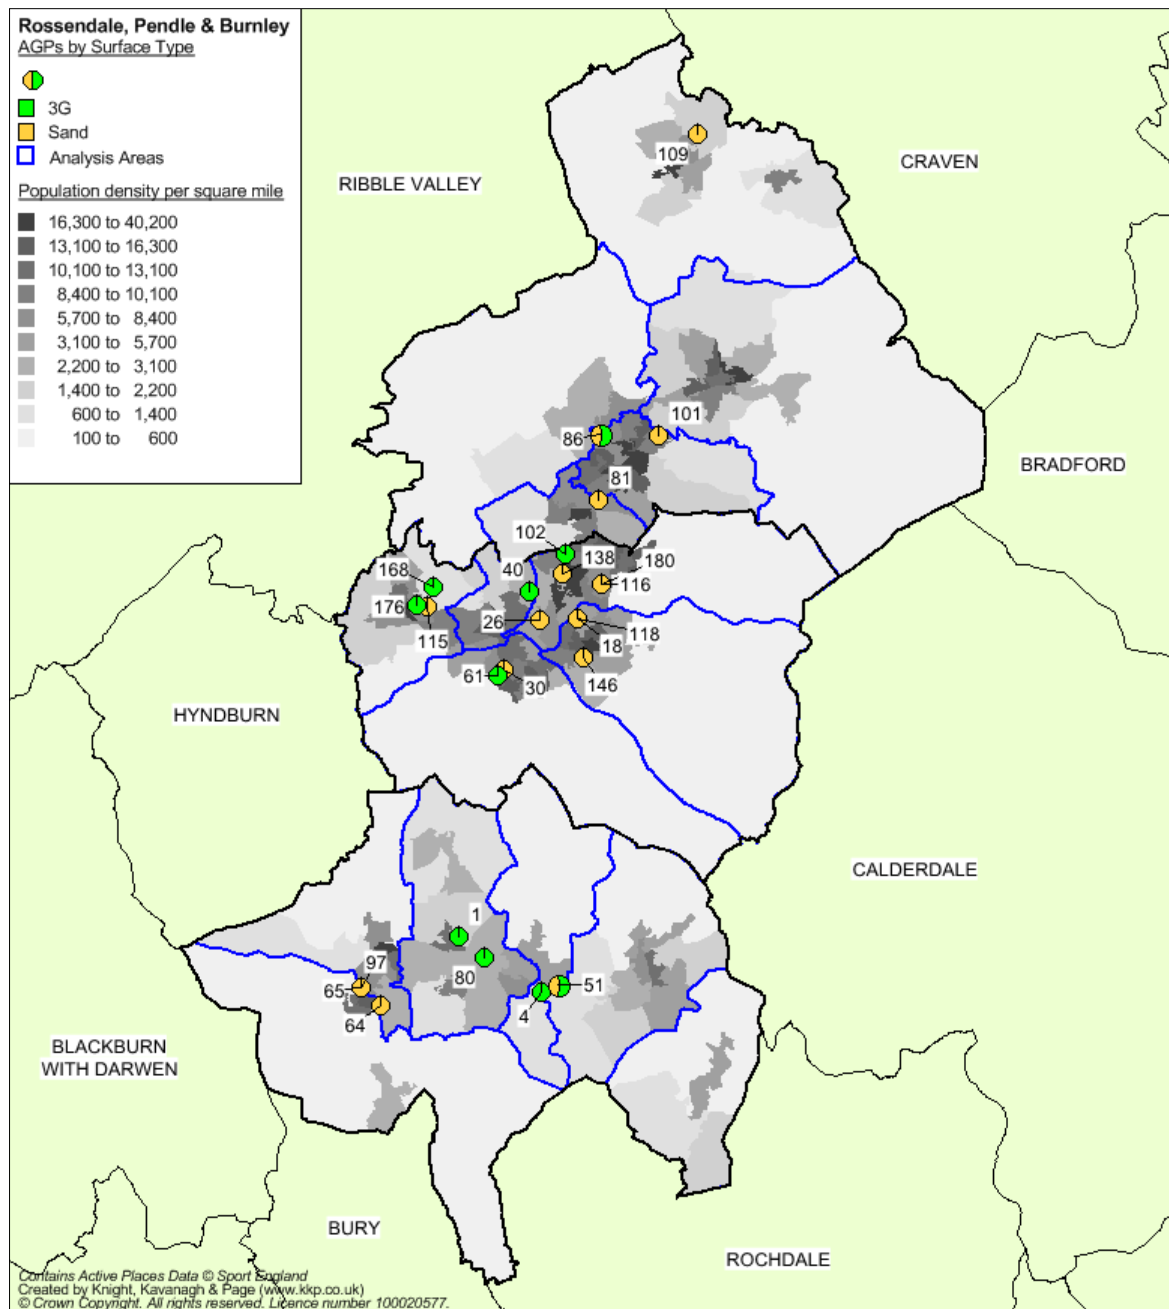 Rossendale, Pendle & Burnley
AGPs by Surface Type
3G
Sand
Analysis Areas
Population density per square mile
16,300 to 40,200
13,100 to 16,300
10,100 to 13,100
8,400 to 10,100
5,700 to 8,400
3,100 to 5,700
2,200 to 3,100
1,400 to 2,200
600 to 1,400
100 to 600
109
CRAVEN
RIBBLE VALLEY
101
86
BRADFORD
81
102
138
180
168
40
116
176
26
115
118
18
146
61
30
HYNDBURN
CALDERDALE
1
97
80
51
65
4
64
BLACKBURN
WITH DARWEN
BURY
ROCHDALE
Contains Active Places Data © Sport England
Created by Knight, Kavanagh & Page (www.kkp.co.uk)
© Crown Copyright. All rights reserved. Licence number 100020577.